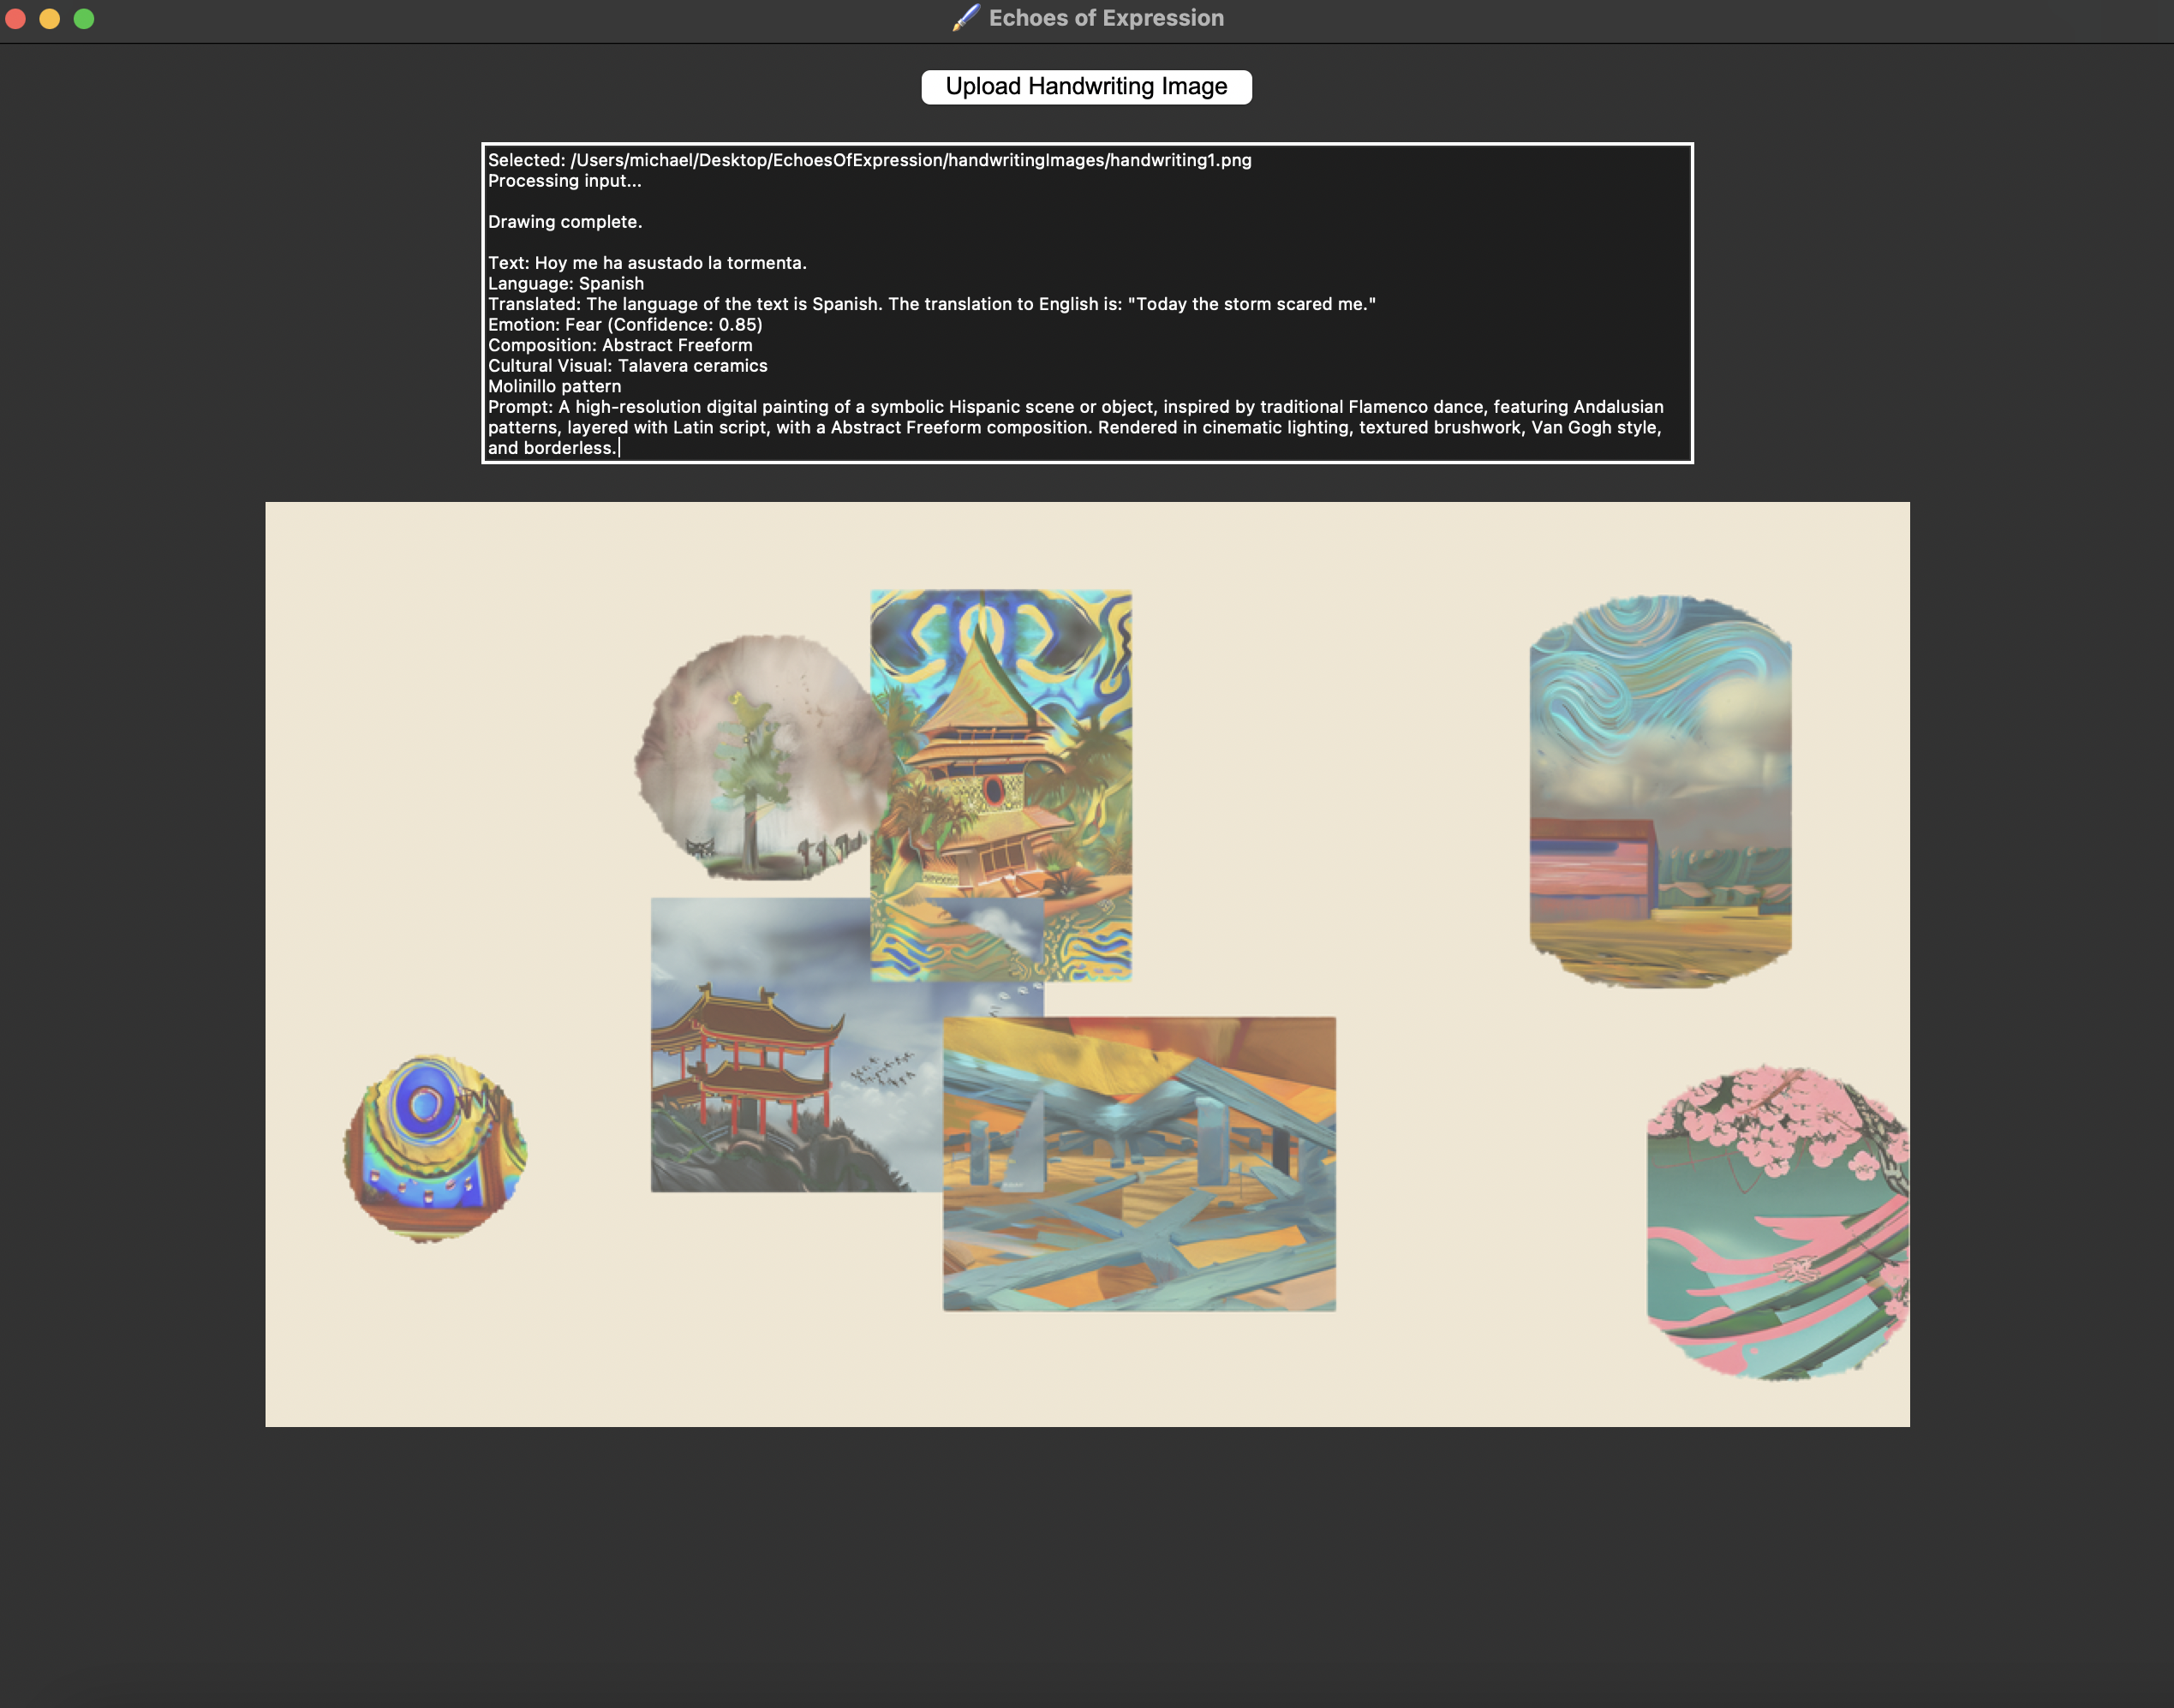 Echoes of Expression
Upload Handwriting Image
Selected: /Users/michael/Desktop/EchoesOfExpression/handwritingImages/handwriting1.png
Processing input...
Drawing complete.
Text: Hoy me ha asustado la tormenta.
Language: Spanish
Translated: The language of the text is Spanish. The translation to English is: "Today the storm scared me."
Emotion: Fear (Confidence: 0.85)
Composition: Abstract Freeform
Cultural Visual: Talavera ceramics
Molinillo pattern
Prompt: A high-resolution digital painting of a symbolic Hispanic scene or object, inspired by traditional Flamenco dance, featuring Andalusian
patterns, layered with Latin script, with a Abstract Freeform composition. Rendered in cinematic lighting, textured brushwork, Van Gogh style,
and borderless.